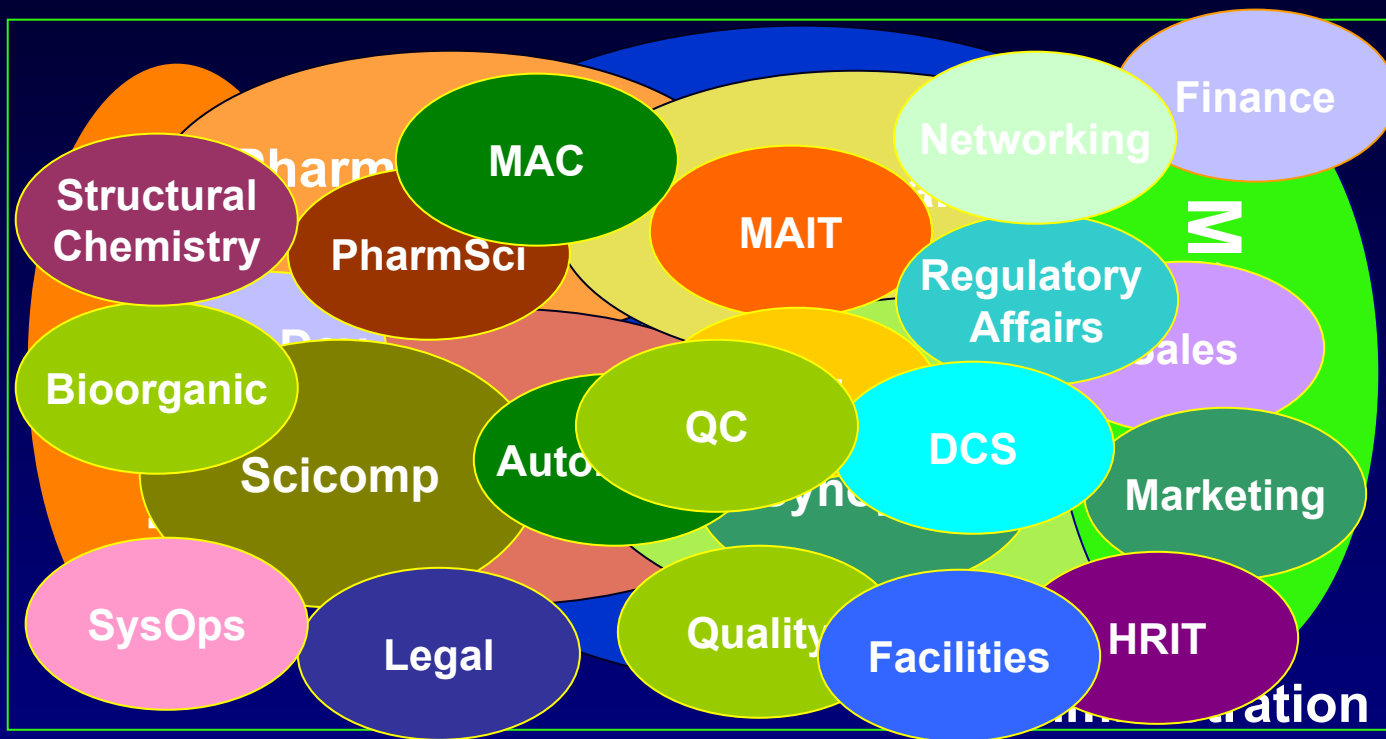 Finance
Networking
MAC
Structural
Chemistry
MAIT
PharmSci
Regulatory
Affairs
Sales
Bioorganic
QC
DCS
Scicomp
Marketing
SysOps
Legal
Quality
Facilities
HRIT